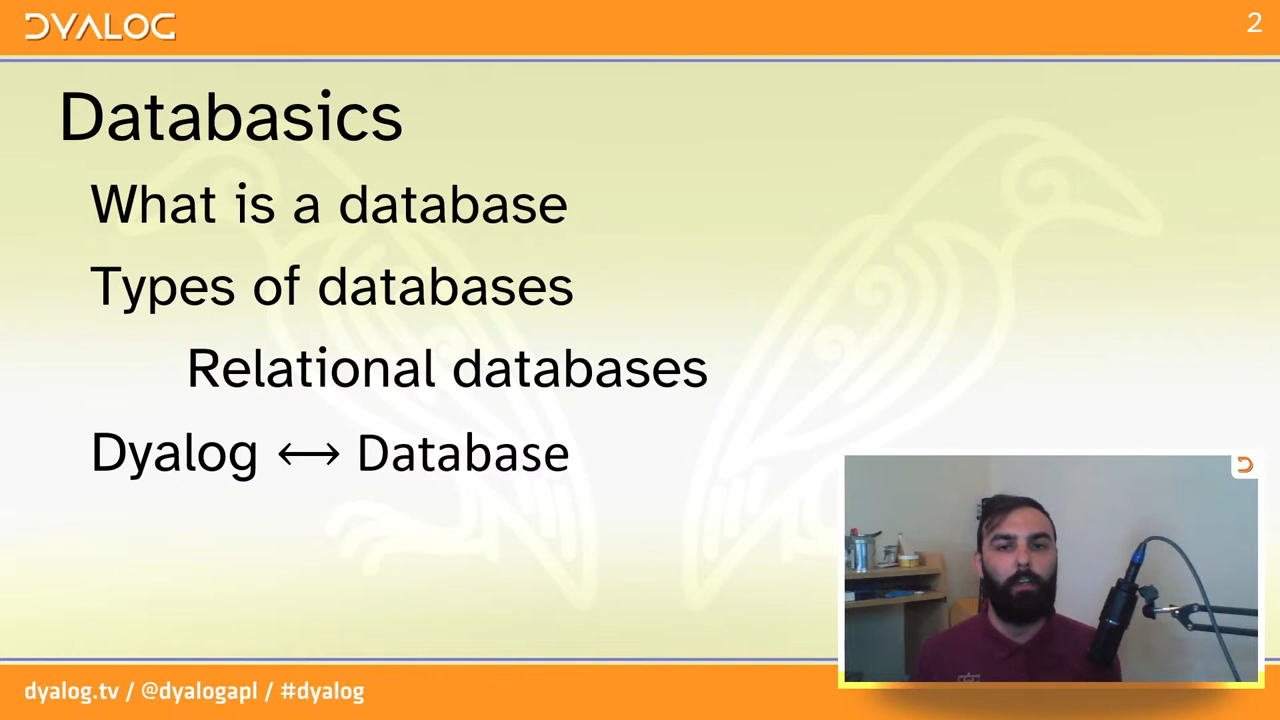 DYALOG
2
Databasics
What is a database
Types of databases
Relational databases
Dyalog ⟷ Database
dyalog.tv / @dyalogapl / #dyalog